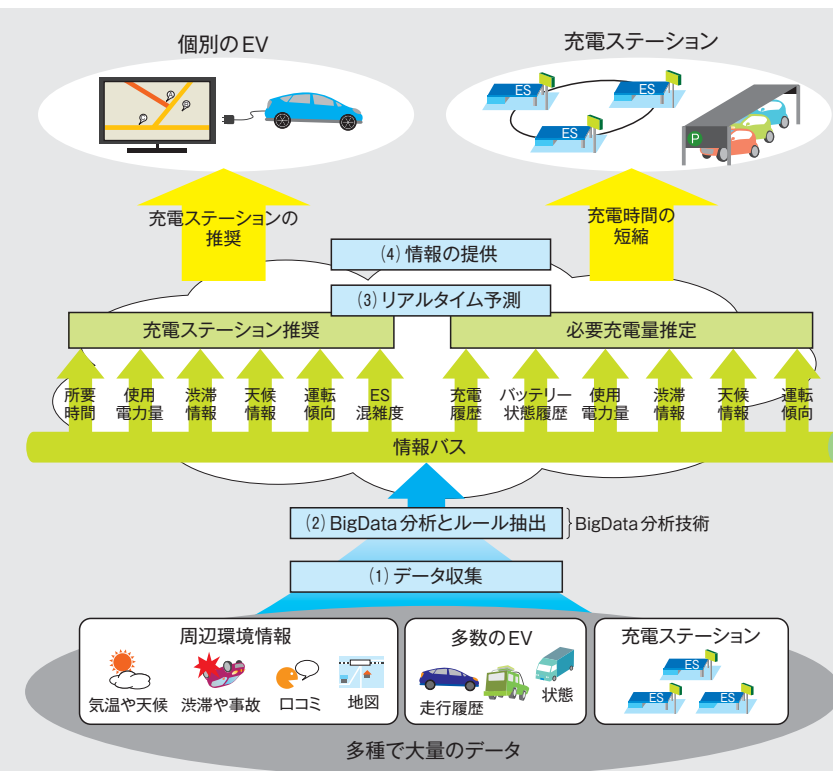 個別のEV
充電ステーション
ES
ES
ES
P
充電ステーションの
推奨
充電時間の
短縮
(4) 情報の提供
(3) リアルタイム予測
充電ステーション推奨
必要充電量推定
所要
時間
使用
電力量
渋滞
情報
天候
情報
運転
傾向
ES
混雑度
充電
履歴
バッテリー
状態履歴
使用
電力量
渋滞
情報
天候
情報
運転
傾向
情報バス
(2) BigData分析とルール抽出
BigData分析技術
(1) データ収集
周辺環境情報
気温や天候
渋滞や事故
口コミ
地図
多数のEV
走行履歴
状態
充電ステーション
ES
ES
ES
多種で大量のデータ